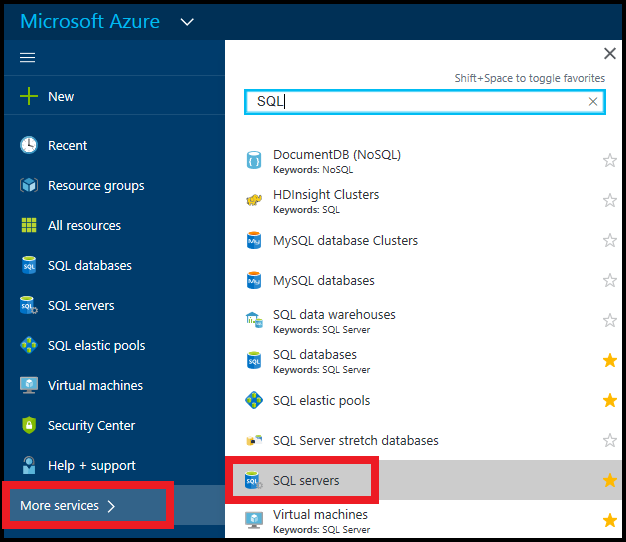 Microsoft Azure
Shift+Space to toggle favorites
New
SQL
Recent
Resource groups
All resources
SQL databases
SQL servers
SQL elastic pools
Virtual machines
Security Center
Help + support
More services
DocumentDB (NoSQL)
Keywords: NoSQL
HDInsight Clusters
Keywords: SQL
MySQL database Clusters
MySQL databases
SQL data warehouses
Keywords: SQL Server
SQL databases
Keywords: SQL Server
SQL elastic pools
SQL Server stretch databases
SQL servers
Virtual machines
Keywords: SQL Server